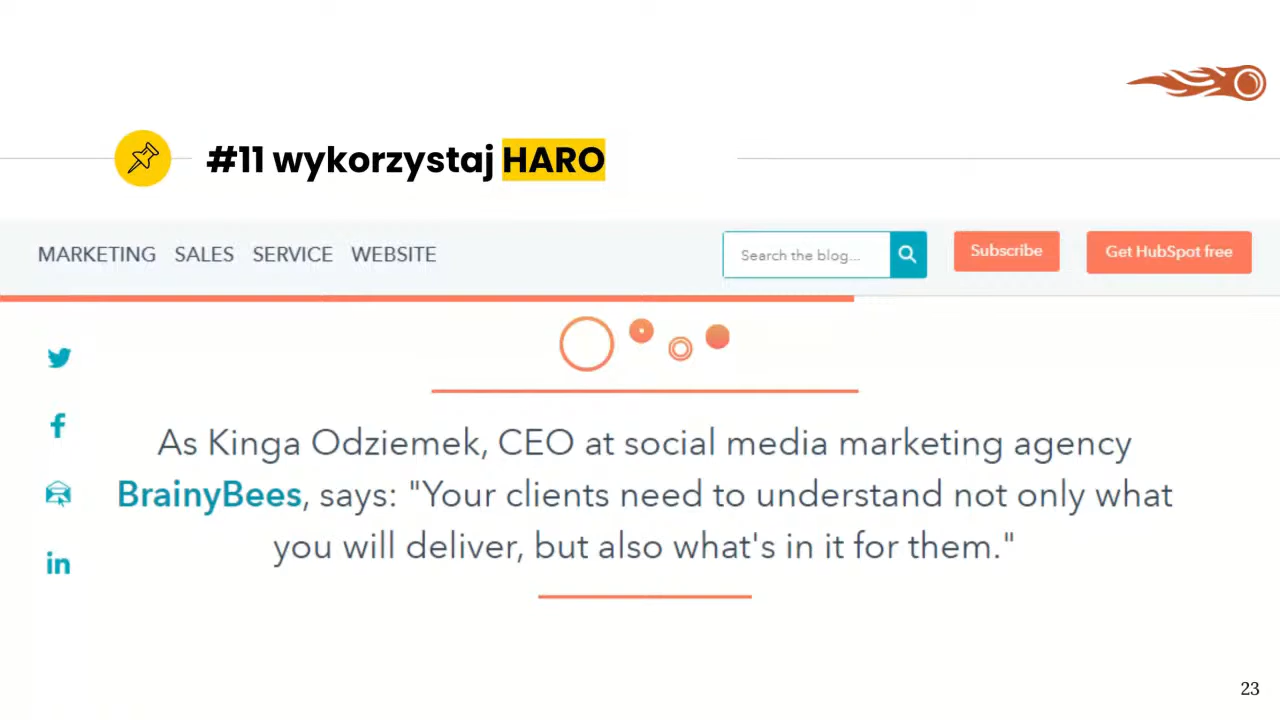 #11 wykorzystaj HARO
MARKETING SALES SERVICE WEBSITE Search the blog... Subscribe Get HubSpot free
As Kinga Odziemek, CEO at social media marketing agency
BrainyBees, says: "Your clients need to understand not only what
you will deliver, but also what's in it for them."
23